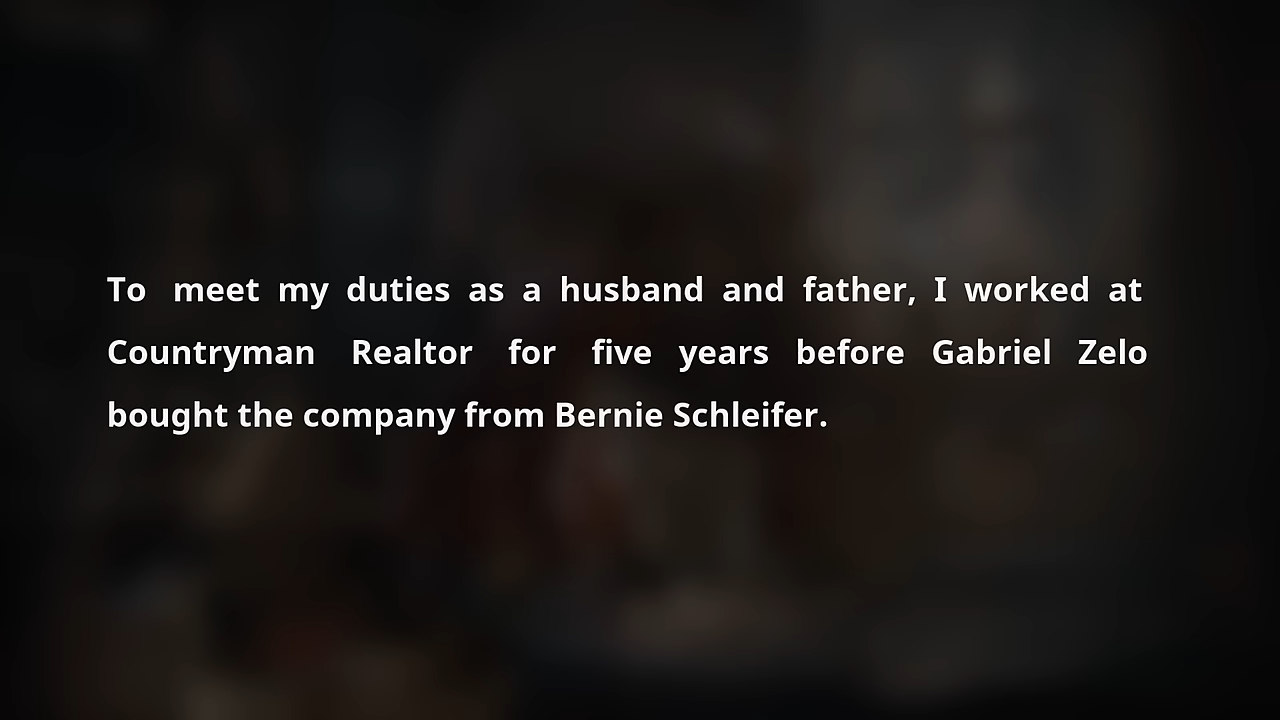 To meet my duties as a husband and father, I worked at
Countryman Realtor for five years before Gabriel Zelo
bought the company from Bernie Schleifer.